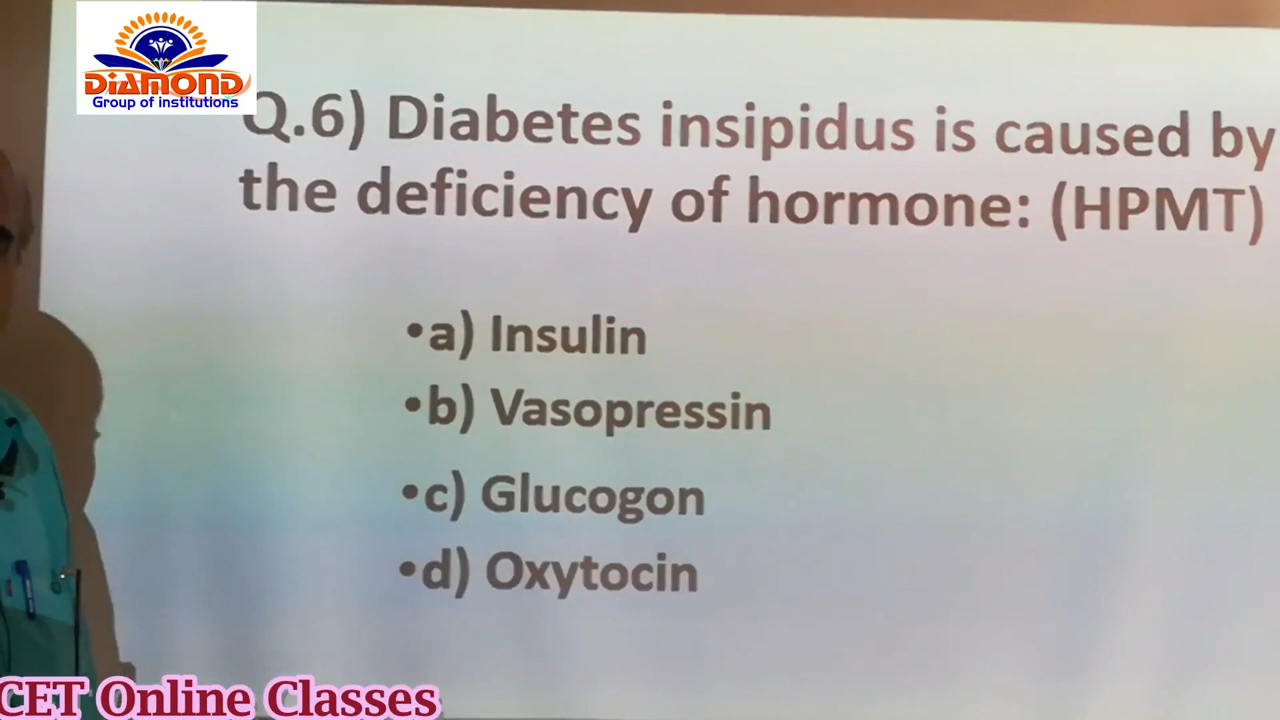 DIAMOND
Group of institutions
Q.6) Diabetes insipidus is caused by
the deficiency of hormone: (HPMT)
•a) Insulin
•b) Vasopressin
•c) Glucogon
•d) Oxytocin
CET Online Classes